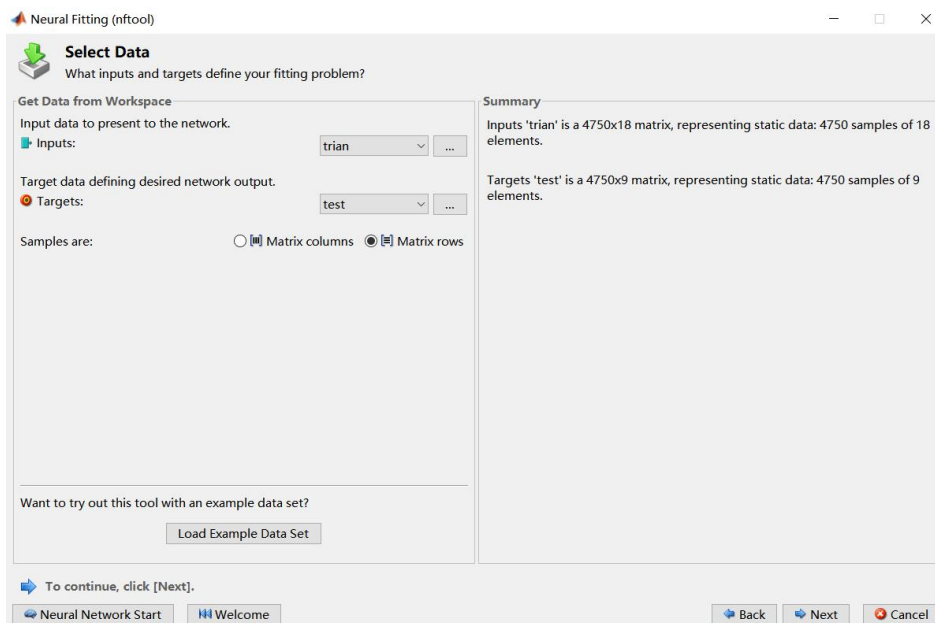 Neural Fitting (nftool)
Select Data
What inputs and targets define your fitting problem?
Get Data from Workspace
Input data to present to the network.
Inputs:
trian
...
Target data defining desired network output.
Targets:
test
...
Samples are:
Matrix columns
Matrix rows
Want to try out this tool with an example data set?
Load Example Data Set
Summary
Inputs 'trian' is a 4750x18 matrix, representing static data: 4750 samples of 18
elements.
Targets 'test' is a 4750x9 matrix, representing static data: 4750 samples of 9
elements.
To continue, click [Next].
Neural Network Start
Welcome
Back
Next
Cancel